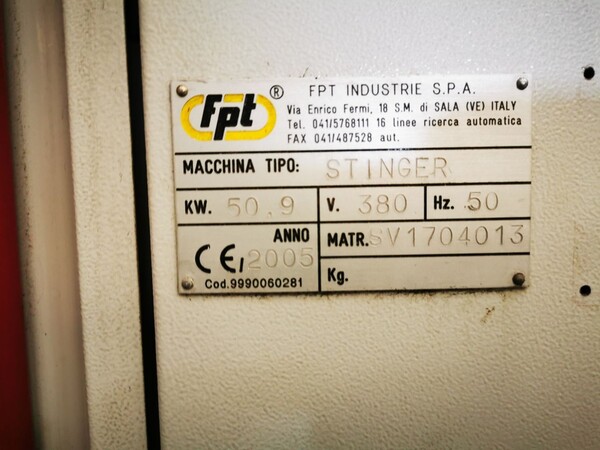 fpt ® FPT INDUSTRIE S.P.A.
Via Enrico Fermi, 18 S.M. di SALA (VE) ITALY
Tel. 041/5768111 16 linee ricerca automatica
FAX 041/487528 aut.
MACCHINA TIPO: STINGER
KW. 50.9 V. 380 Hz. 50
ANNO MATR. SV1704013
CE, 2005
Kg.
Cod.9990060281